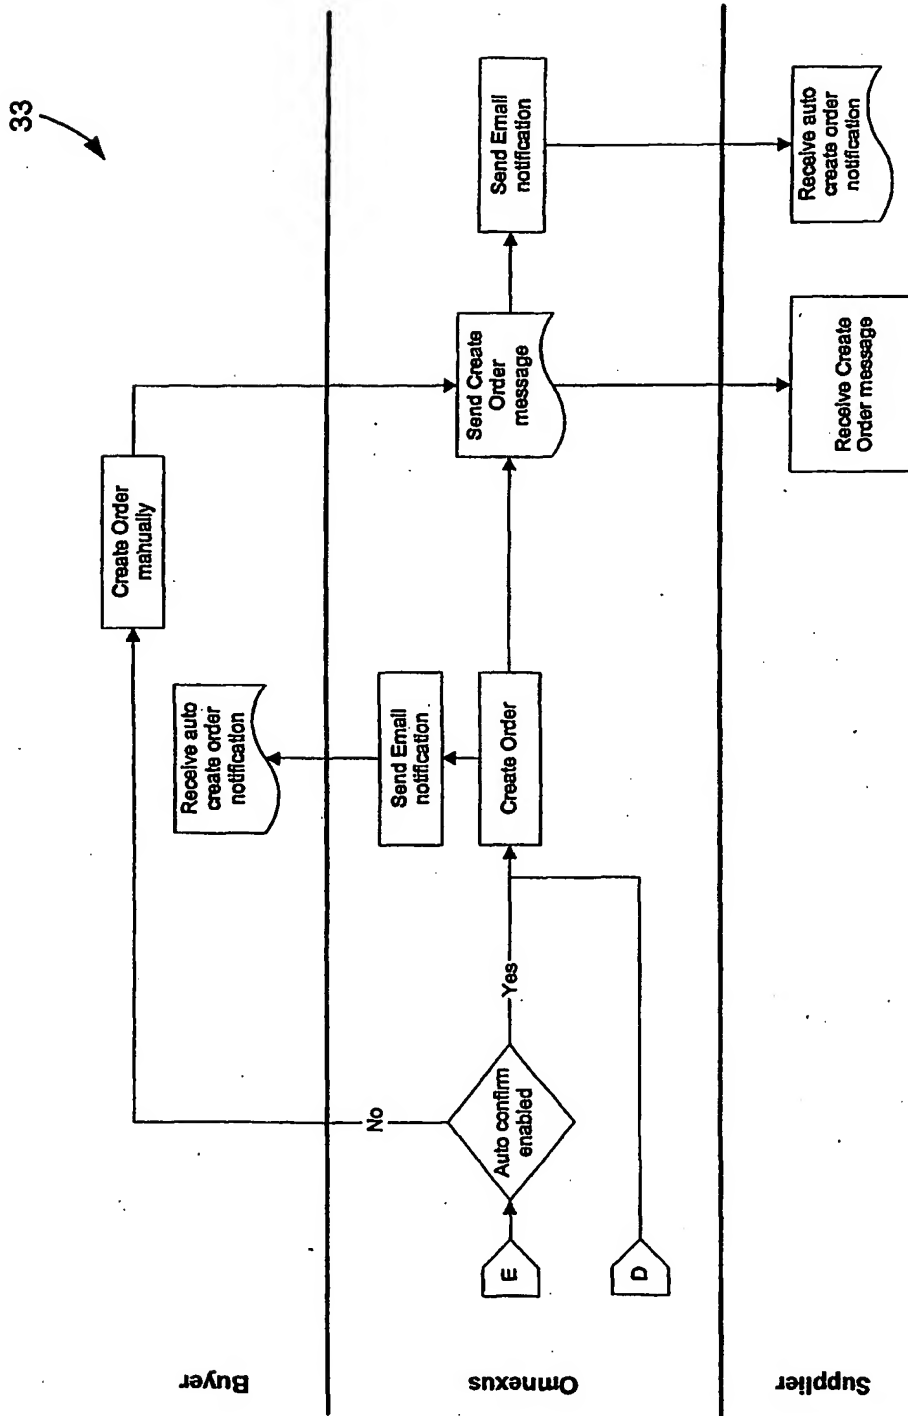 33
Buyer
Create Order
manually
Receive auto
create order
notification
Omnexus
E
Auto confirm
enabled
No
Yes
D
Send Email
notification
Create Order
Send Create
Order
message
Send Email
notification
Supplier
Receive Create
Order message
Receive auto
create order
notification